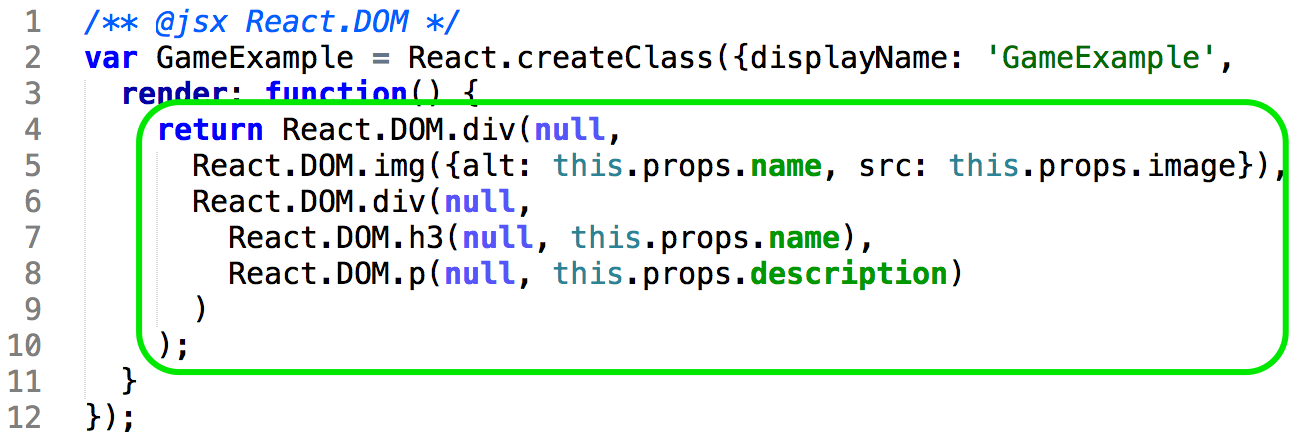 1 /** @jsx React.DOM */
2 var GameExample = React.createClass({displayName: 'GameExample',
3   render: function() {
4     return React.DOM.div(null,
5       React.DOM.img({alt: this.props.name, src: this.props.image}),
6       React.DOM.div(null,
7         React.DOM.h3(null, this.props.name),
8         React.DOM.p(null, this.props.description)
9       )
10     );
11   }
12 });